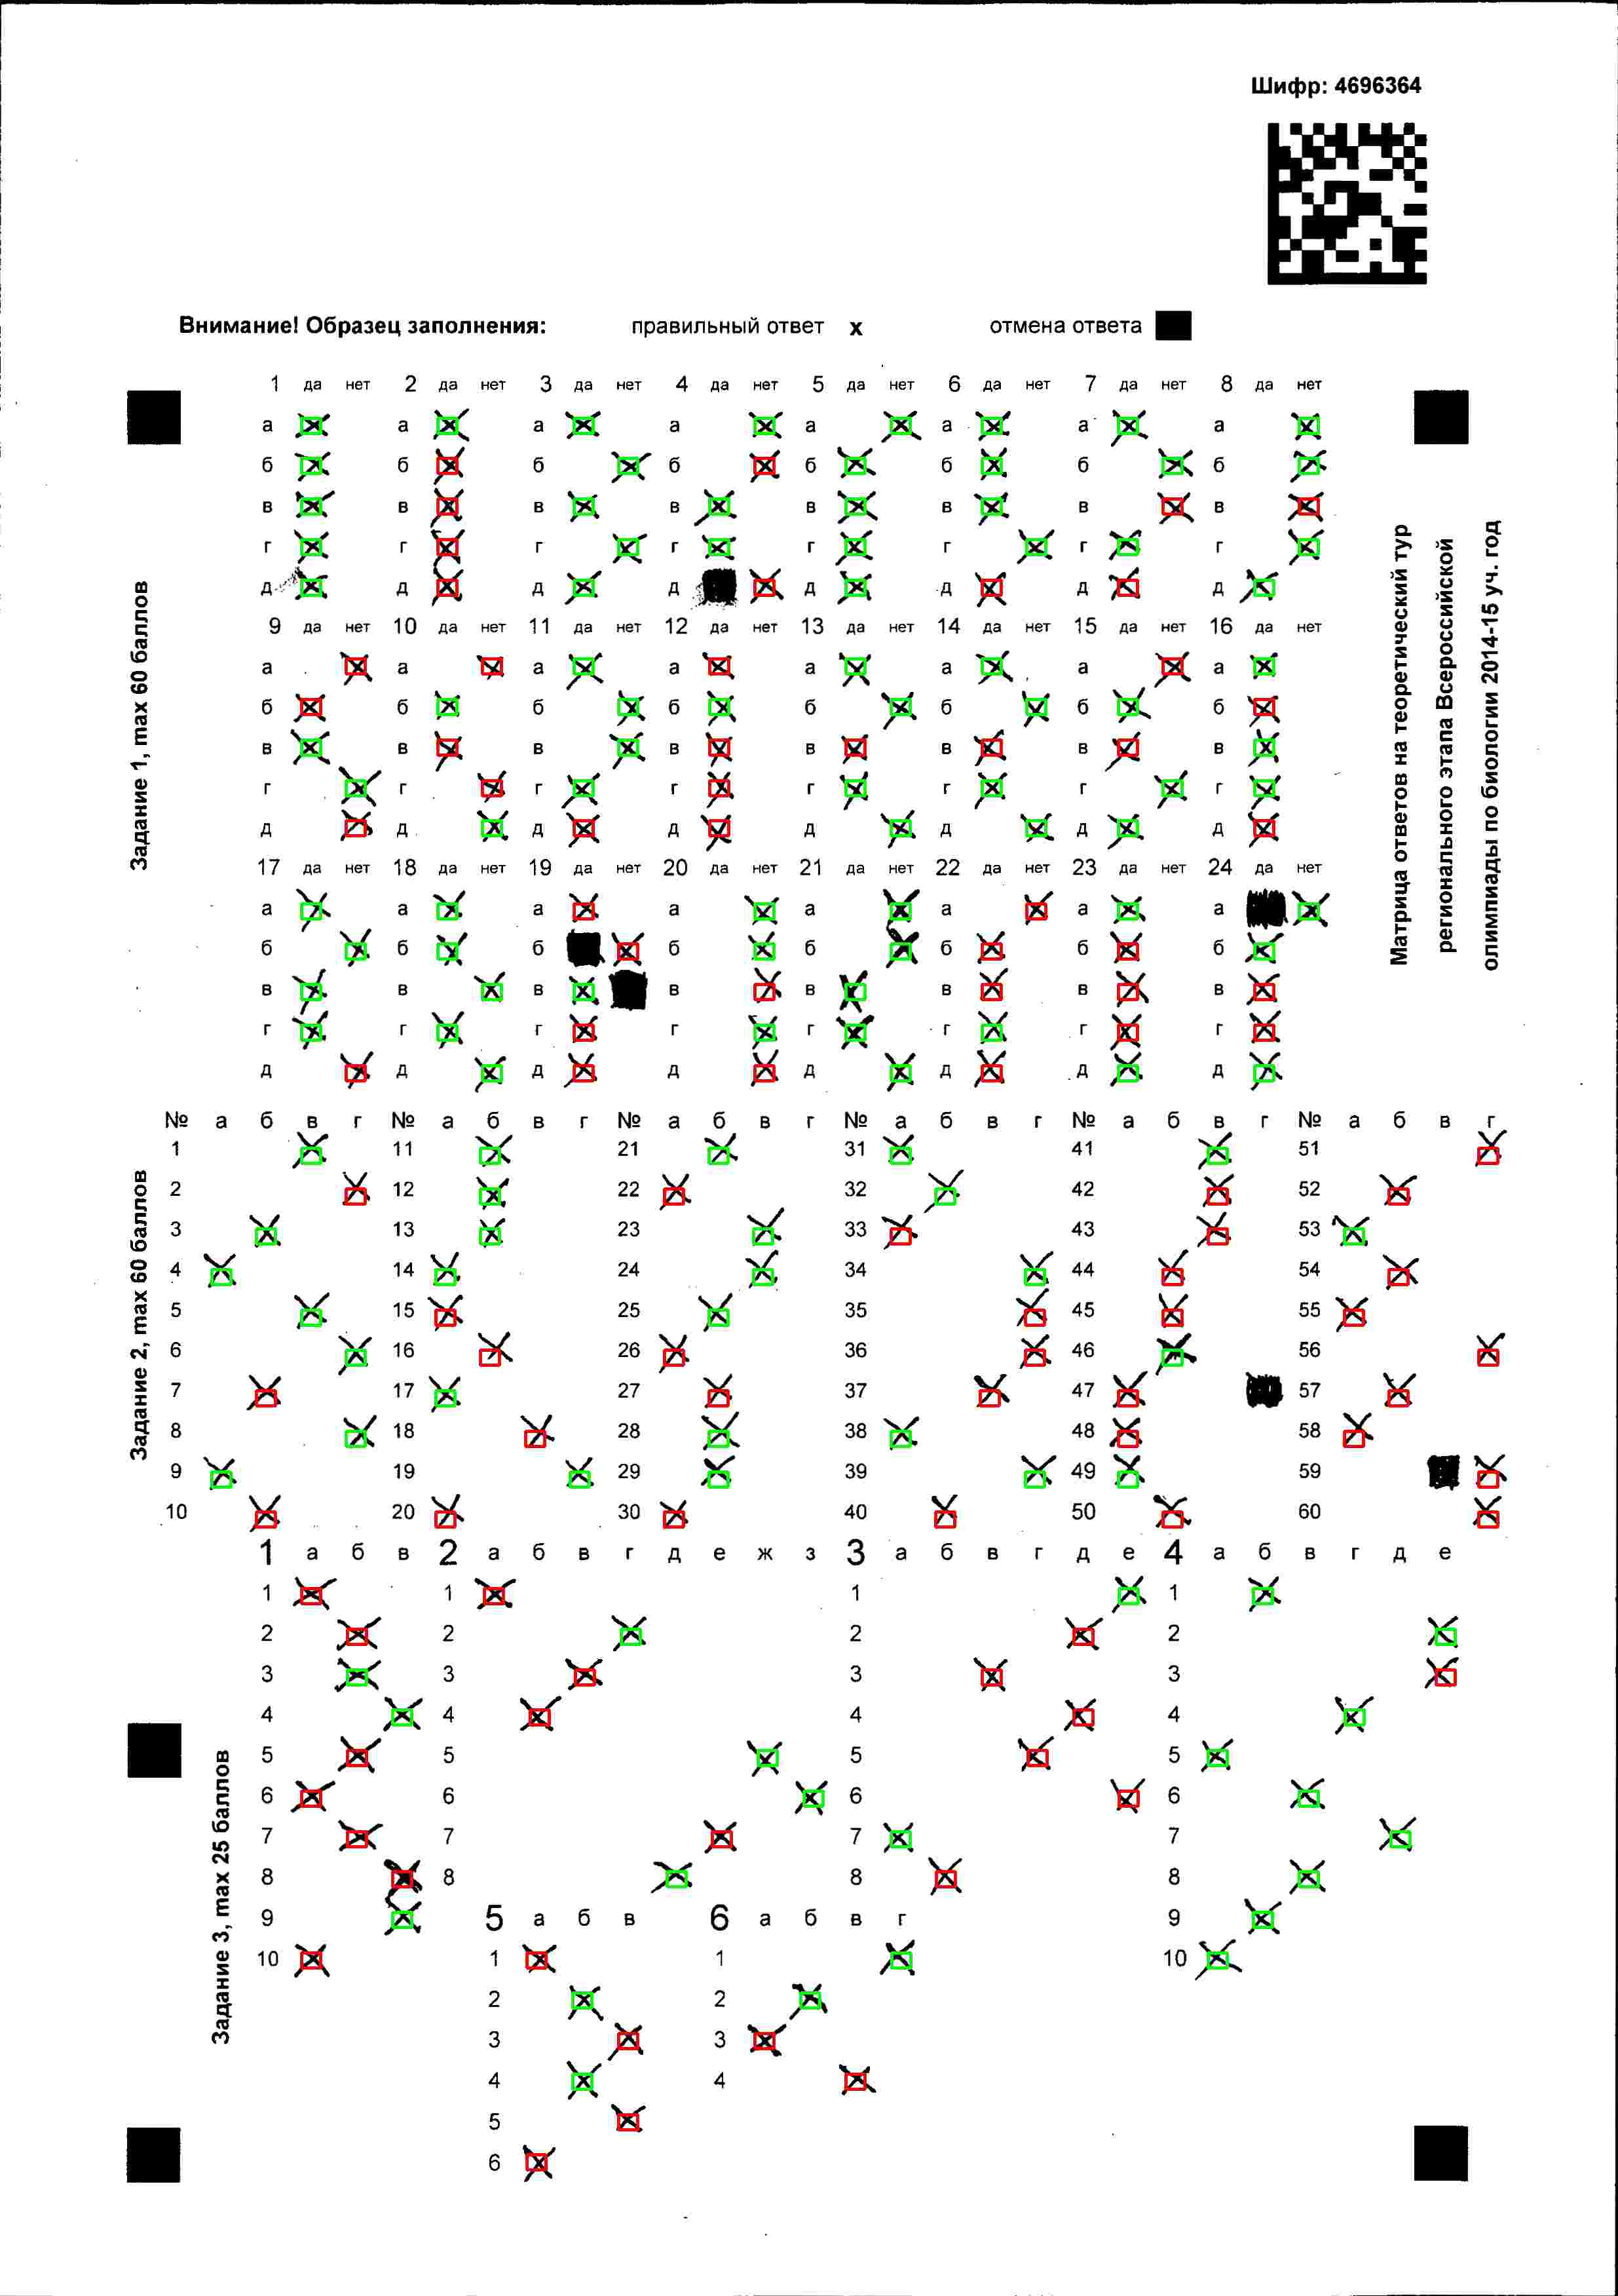 Шифр: 4696364
Внимание! Образец заполнения: правильный ответ х отмена ответа
Матрица ответов на теоретический тур
регионального этапа Всероссийской
олимпиады по биологии 2014-15 уч. год
Задание 1, max 60 баллов
1 да нет 2 да нет 3 да нет 4 да нет 5 да нет 6 да нет 7 да нет 8 да нет
а а а а а а а а
б б б б б б б б
в в в в в в в в
г г г г г г г г
д д д д д д д д
9 да нет 10 да нет 11 да нет 12 да нет 13 да нет 14 да нет 15 да нет 16 да нет
а а а а а а а а
б б б б б б б б
в в в в в в в в
г г г г г г г г
д д д д д д д д
17 да нет 18 да нет 19 да нет 20 да нет 21 да нет 22 да нет 23 да нет 24 да нет
а а а а а а а а
б б б б б б б б
в в в в в в в в
г г г г г г г г
д д д д д д д д
Задание 2, max 60 баллов
№ а б в г № а б в г № а б в г № а б в г № а б в г № а б в г
1 11 21 31 41 51
2 12 22 32 42 52
3 13 23 33 43 53
4 14 24 34 44 54
5 15 25 35 45 55
6 16 26 36 46 56
7 17 27 37 47 57
8 18 28 38 48 58
9 19 29 39 49 59
10 20 30 40 50 60
Задание 3, max 25 баллов
1 а б в 2 а б в г д е ж з 3 а б в г д е 4 а б в г д е
1 1 1 1
2 2 2 2
3 3 3 3
4 4 4 4
5 5 5 5
6 6 6 6
7 7 7 7
8 8 8 8
9 5 а б в 6 а б в г 9
10 1 1 10
2 2
3 3
4 4
5
6